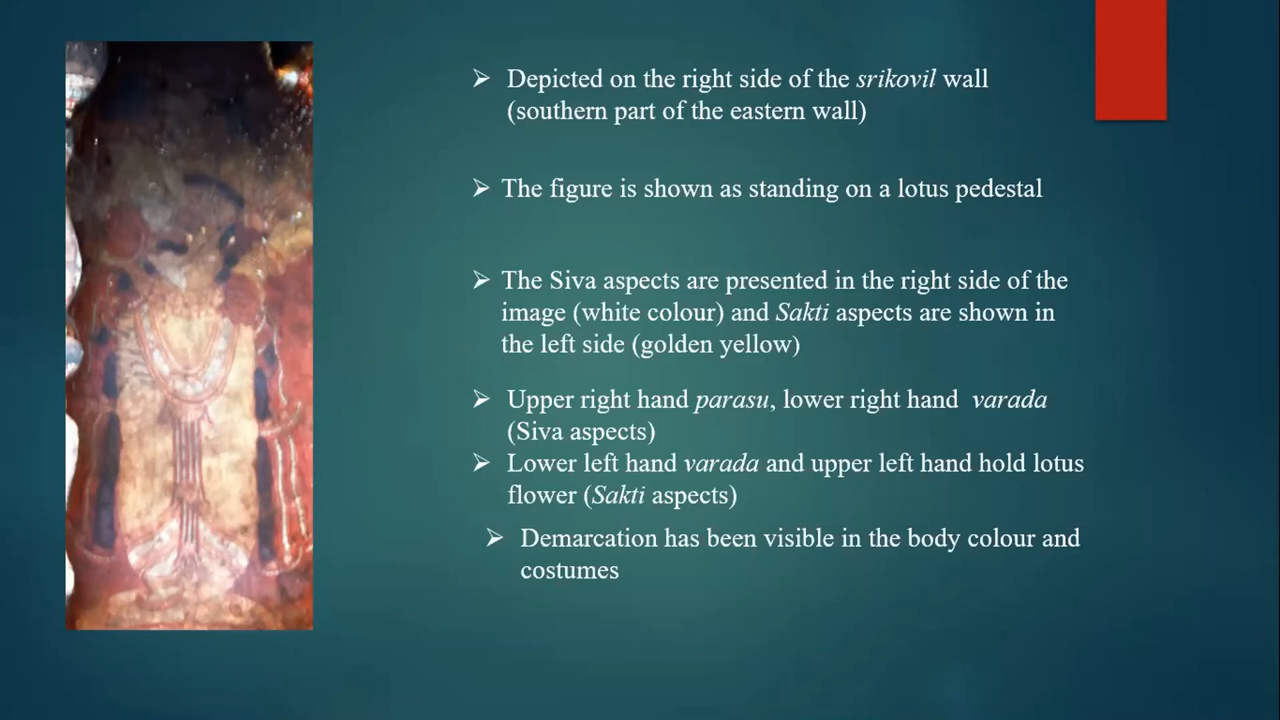 ➢ Depicted on the right side of the srikovil wall
(southern part of the eastern wall)
➢ The figure is shown as standing on a lotus pedestal
➢ The Siva aspects are presented in the right side of the
image (white colour) and Sakti aspects are shown in
the left side (golden yellow)
➢ Upper right hand parasu, lower right hand varada
(Siva aspects)
➢ Lower left hand varada and upper left hand hold lotus
flower (Sakti aspects)
➢ Demarcation has been visible in the body colour and
costumes